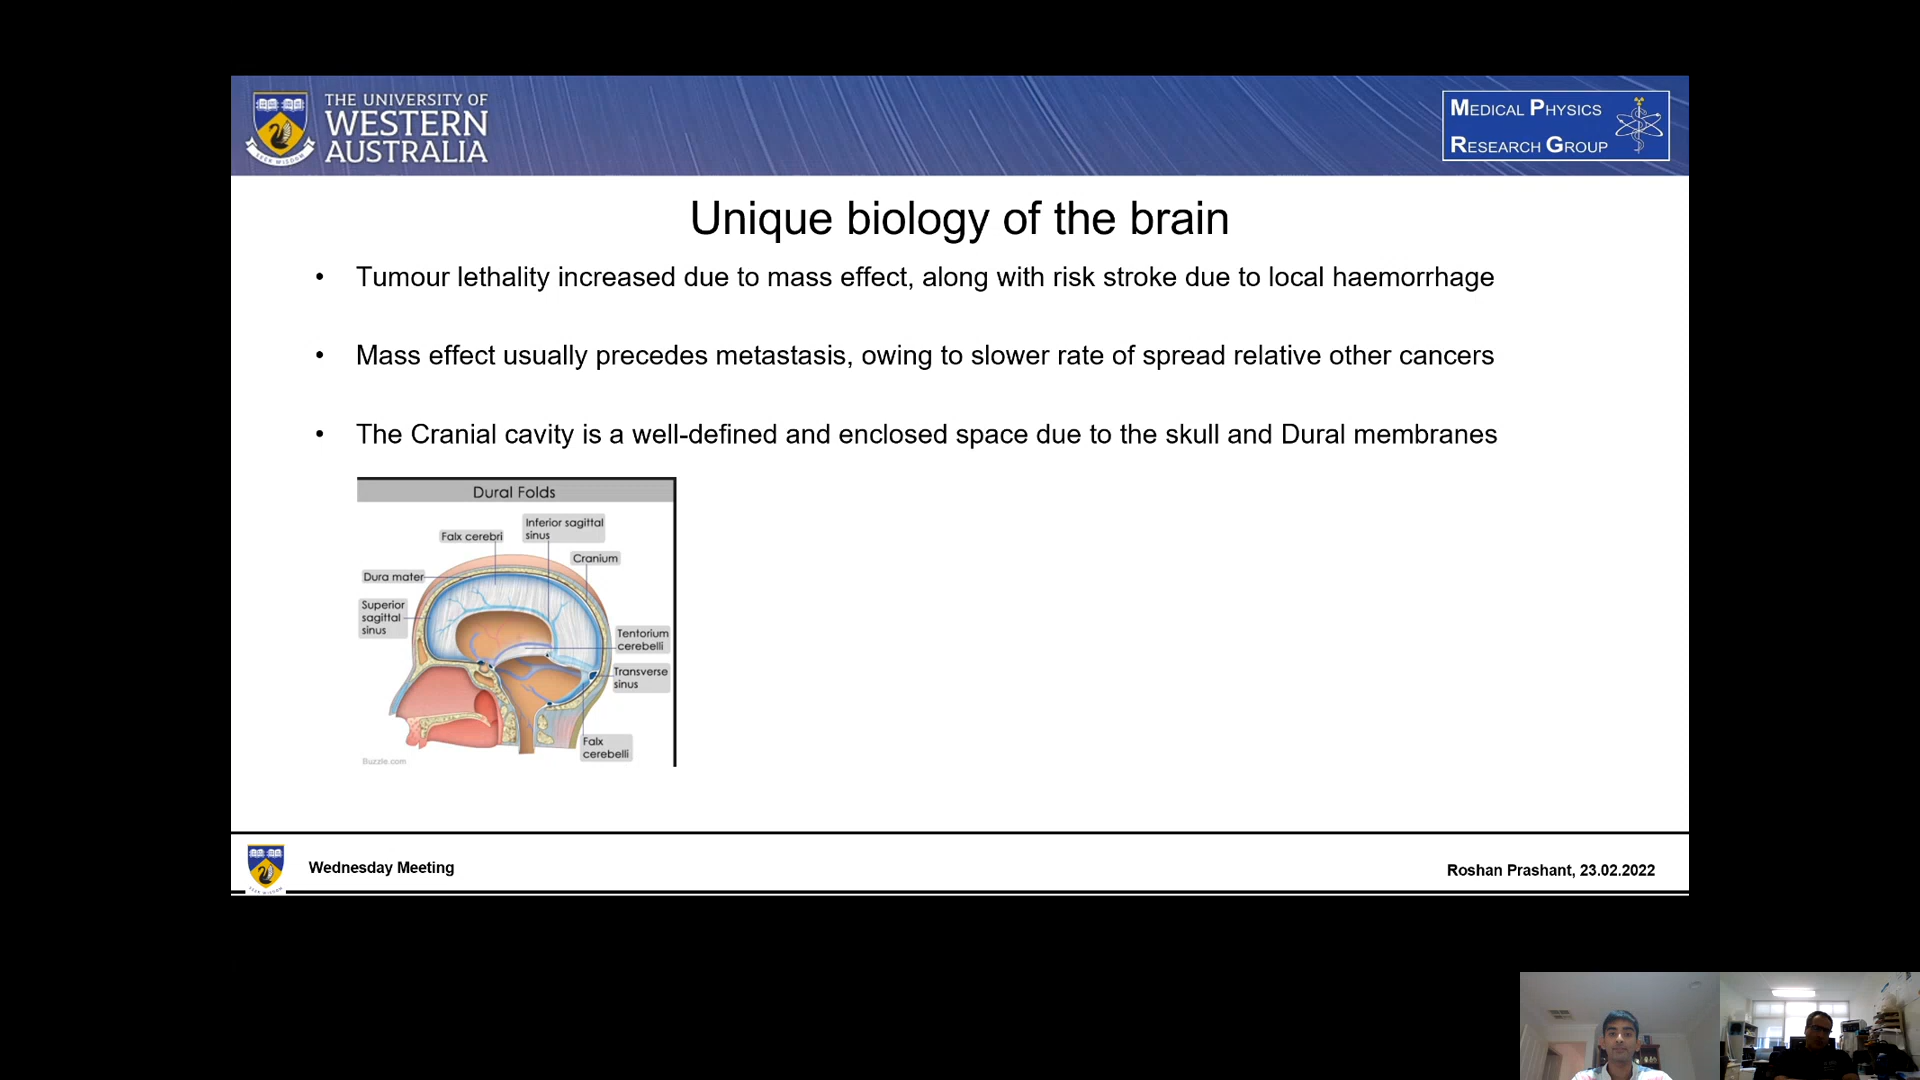 THE UNIVERSITY OF
WESTERN
AUSTRALIA
SEEK WISDOM
MEDICAL PHYSICS
RESEARCH GROUP
Unique biology of the brain
• Tumour lethality increased due to mass effect, along with risk stroke due to local haemorrhage
• Mass effect usually precedes metastasis, owing to slower rate of spread relative other cancers
• The Cranial cavity is a well-defined and enclosed space due to the skull and Dural membranes
Dural Folds
Inferior sagittal
sinus
Falx cerebri
Cranium
Dura mater
Superior
sagittal
sinus
Tentorium
cerebelli
Transverse
sinus
Falx
cerebelli
Buzzle.com
Wednesday Meeting
Roshan Prashant, 23.02.2022